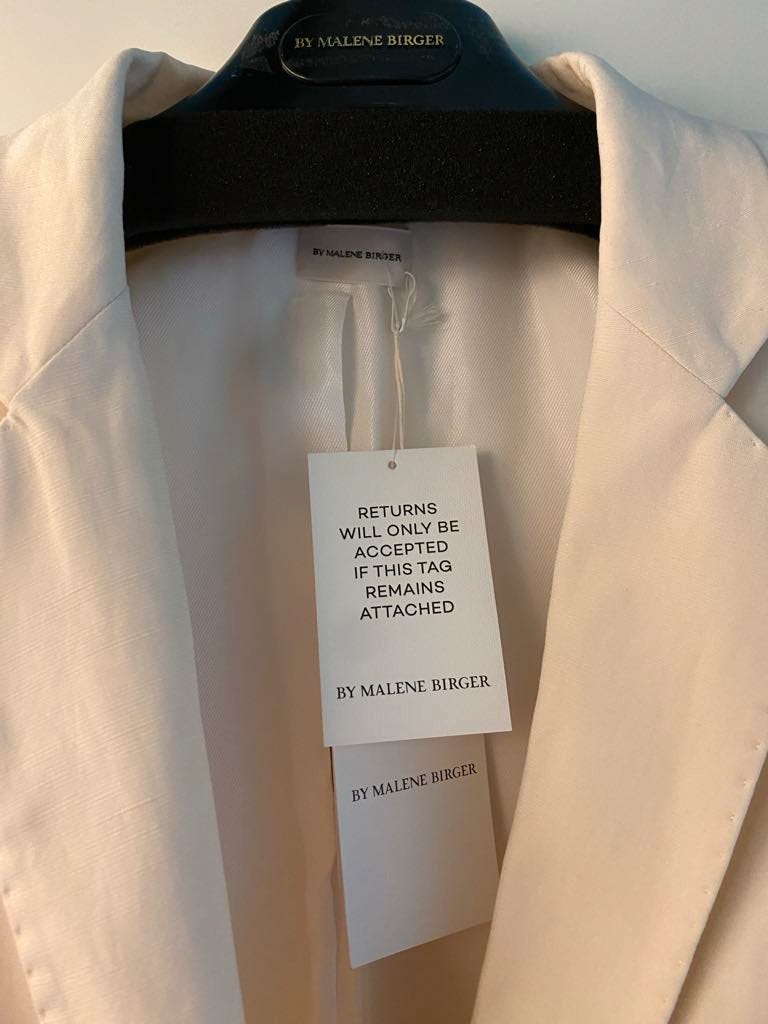 BY MALENE BIRGER
BY MALENE BIRGER
RETURNS
WILL ONLY BE
ACCEPTED
IF THIS TAG
REMAINS
ATTACHED
BY MALENE BIRGER
BY MALENE BIRGER